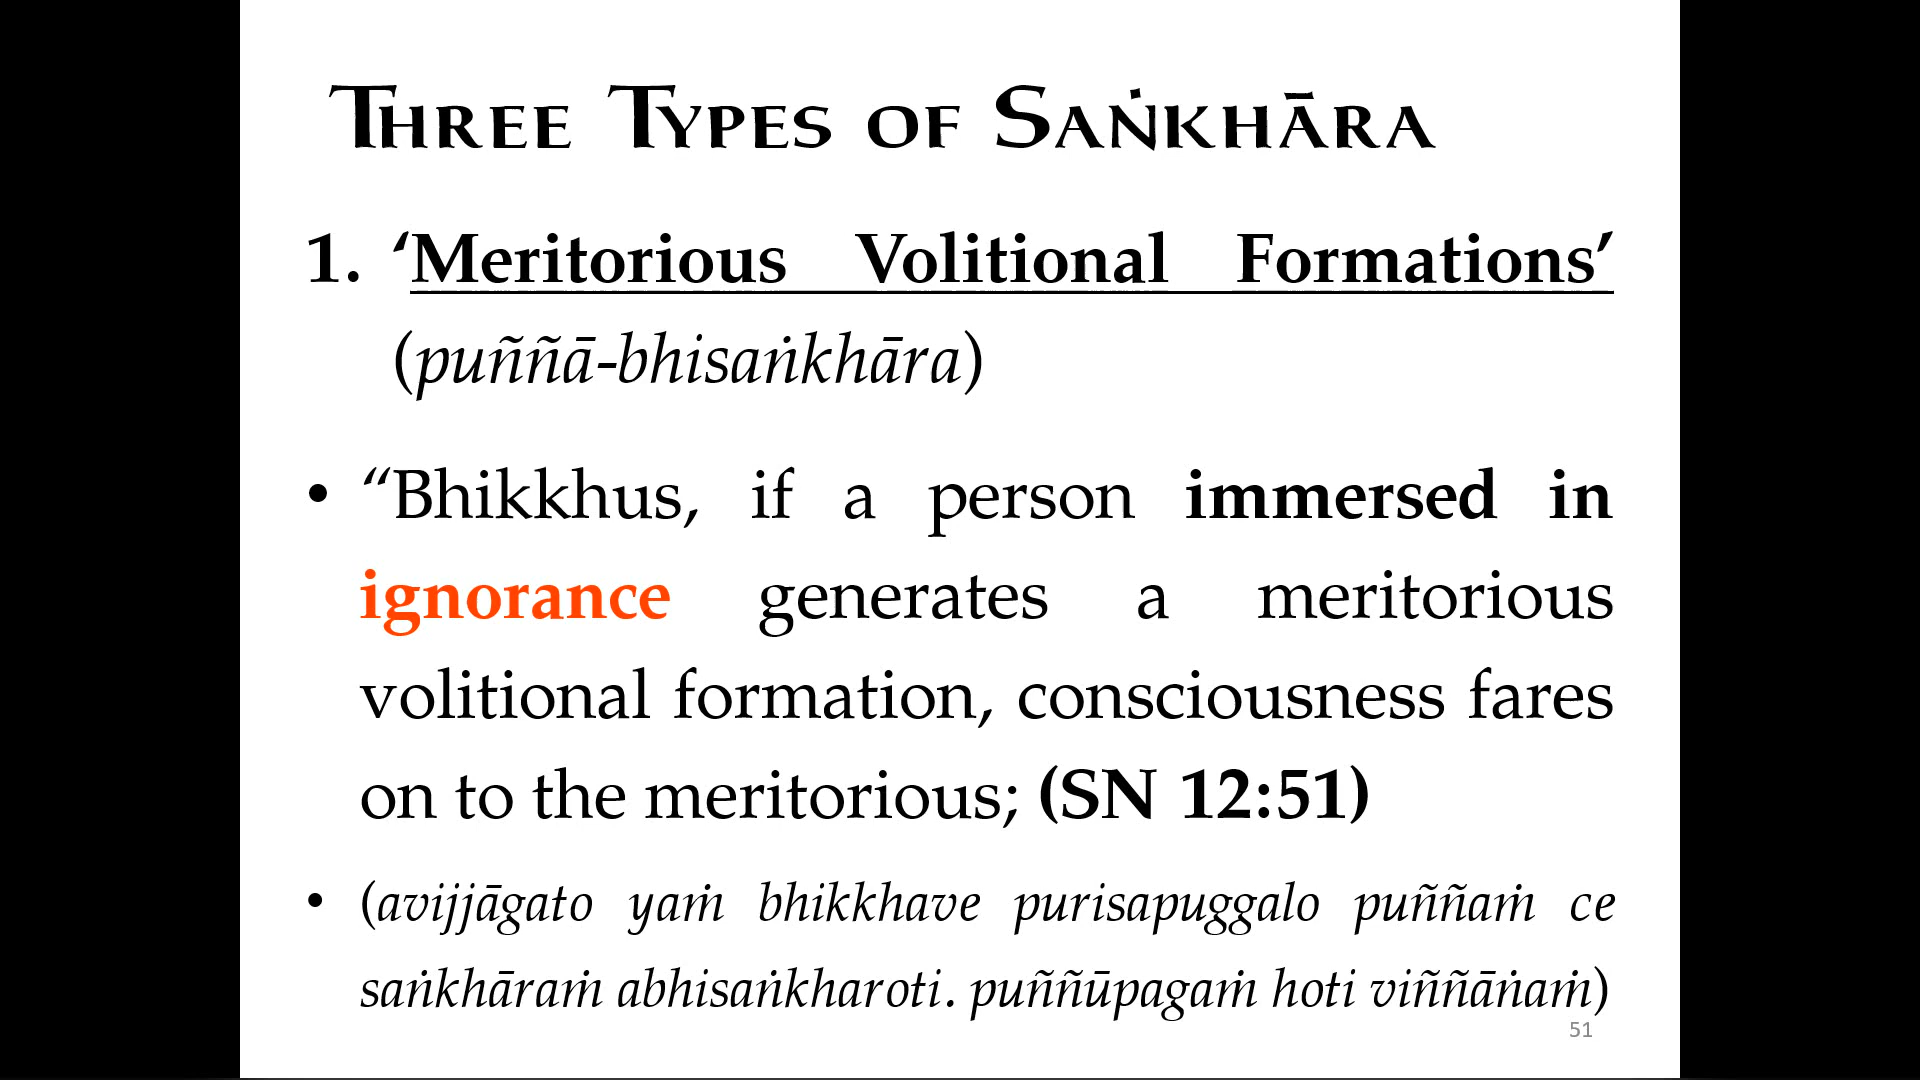 Three Types of Saṅkhāra
1. ‘Meritorious Volitional Formations’
(puññā-bhisaṅkhāra)
• “Bhikkhus, if a person immersed in
ignorance generates a meritorious
volitional formation, consciousness fares
on to the meritorious; (SN 12:51)
• (avijjāgato yaṁ bhikkhave purisapuggalo puññaṁ ce
saṅkhāraṁ abhisaṅkharoti. puññūpagaṁ hoti viññāṅaṁ)
51